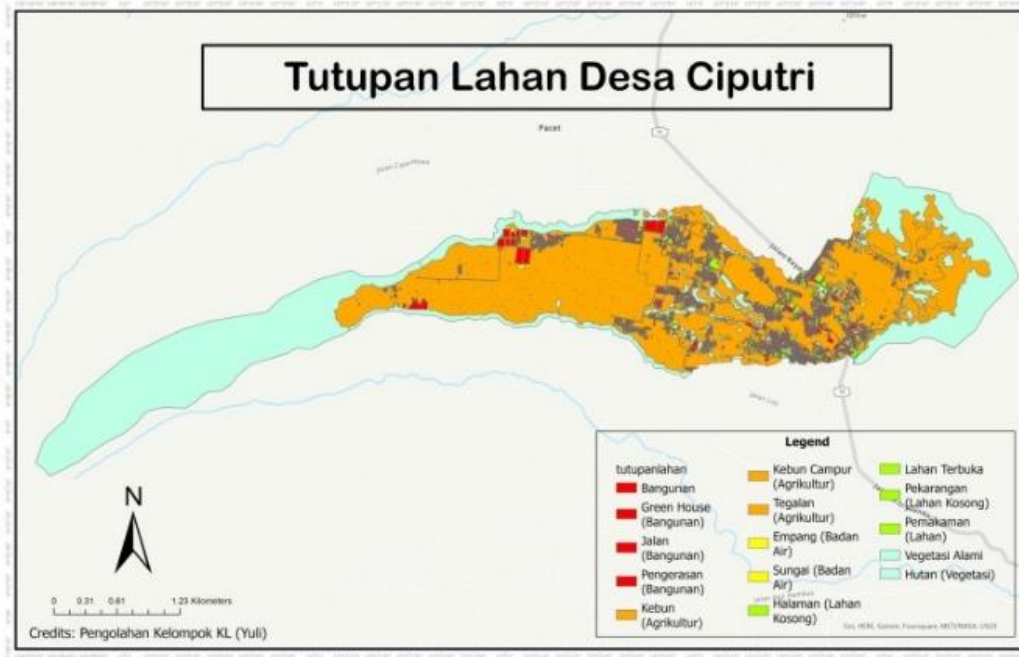 Tutupan Lahan Desa Ciputri
Pacet
N
0 0.31 0.61 1.23 Kilometers
Credits: Pengolahan Kelompok KL (Yuli)
Legend
tutupanlahan
Bangunan
Green House
(Bangunan)
Jalan
(Bangunan)
Pengerasan
(Bangunan)
Kebun
(Agrikultur)
Kebun Campur
(Agrikultur)
Tegalan
(Agrikultur)
Empang (Badan
Air)
Sungai (Badan
Air)
Halaman (Lahan
Kosong)
Lahan Terbuka
Pekarangan
(Lahan Kosong)
Pemakaman
(Lahan)
Vegetasi Alami
Hutan (Vegetasi)